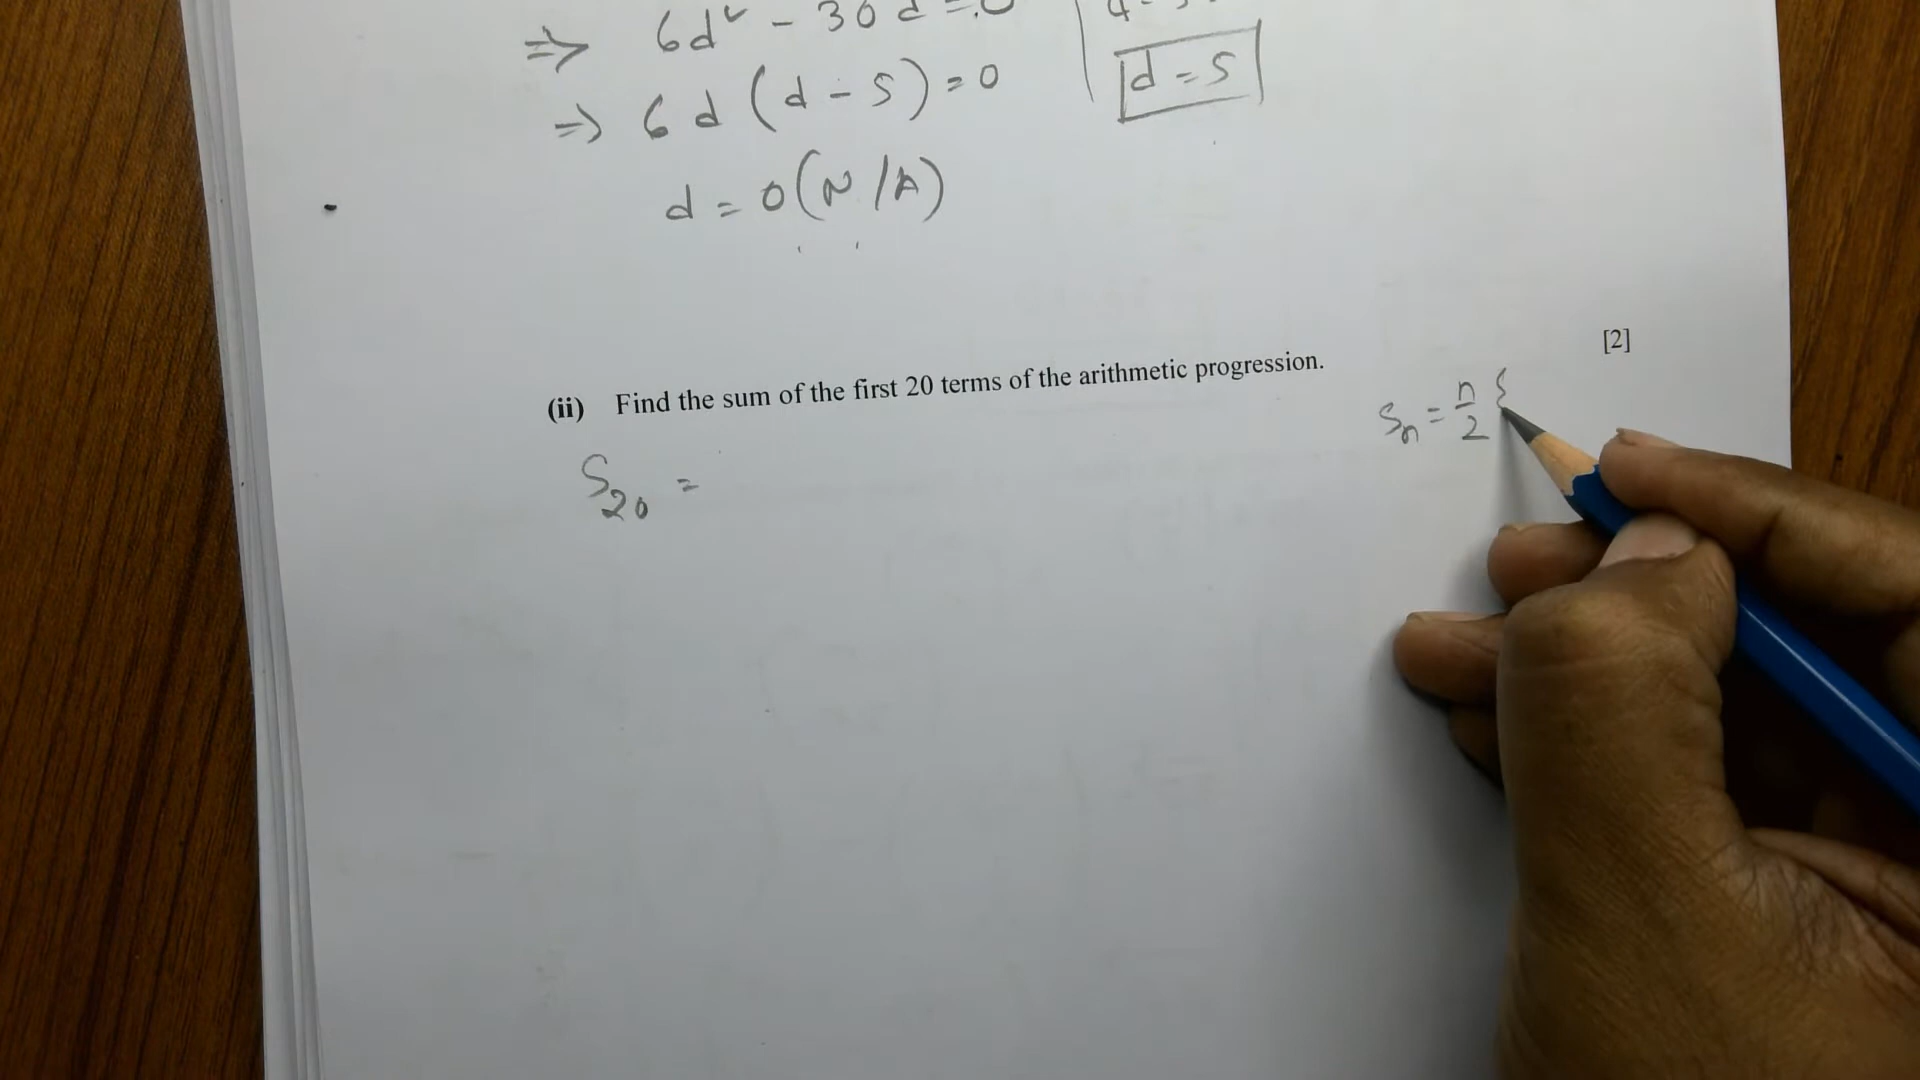 ⇒ 6d² - 30d = 0
⇒ 6d (d - 5) = 0
d = 5
d = 0 (N/A)
[2]
(ii) Find the sum of the first 20 terms of the arithmetic progression.
Sₙ = n/2 {
S₂₀ =